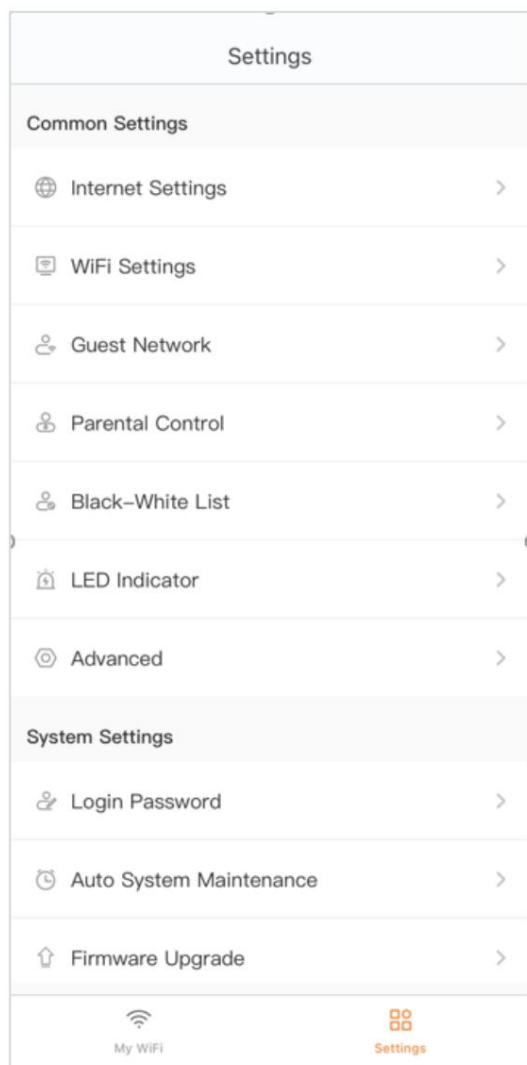 Settings
Common Settings
Internet Settings
WiFi Settings
Guest Network
Parental Control
Black-White List
LED Indicator
Advanced
System Settings
Login Password
Auto System Maintenance
Firmware Upgrade
My WiFi
Settings